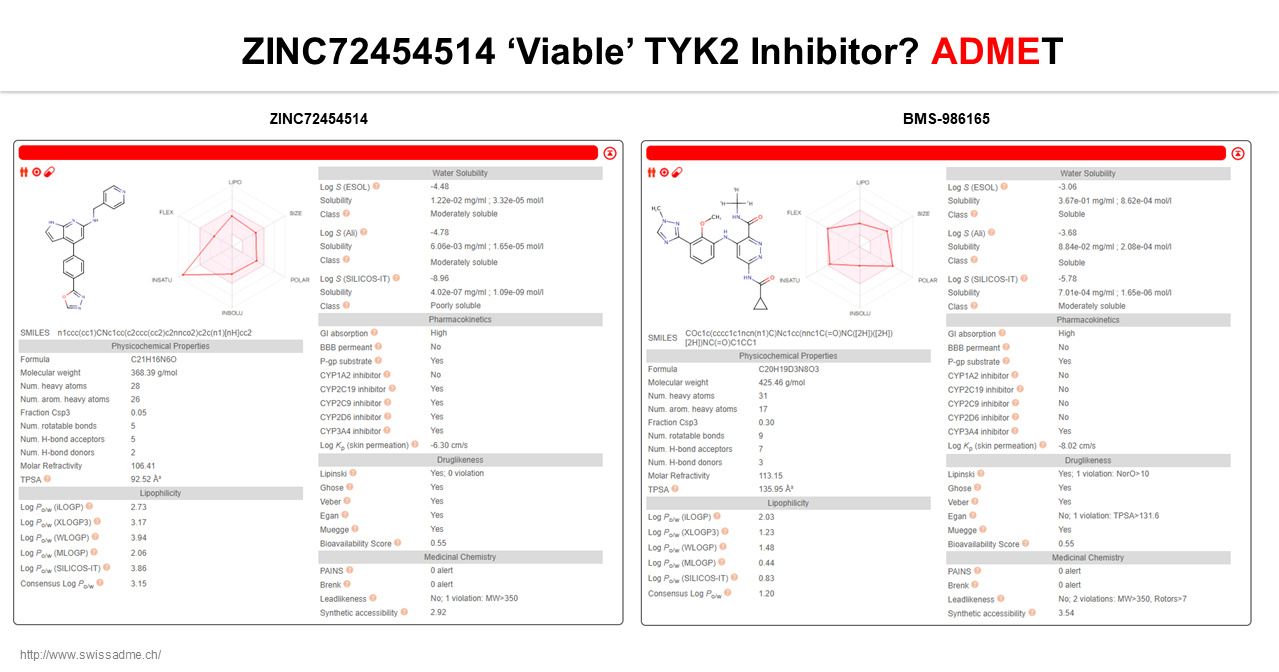 ZINC72454514 ‘Viable’ TYK2 Inhibitor? ADMET
ZINC72454514
SMILES n1ccc(cc1)CNc1cc(c2ccc(cc2)c2nnco2)c2c(n1)[nH]cc2
Physicochemical Properties
Formula C21H16N6O
Molecular weight 368.39 g/mol
Num. heavy atoms 28
Num. arom. heavy atoms 26
Fraction Csp3 0.05
Num. rotatable bonds 5
Num. H-bond acceptors 5
Num. H-bond donors 2
Molar Refractivity 106.41
TPSA 92.52 Å²
Lipophilicity
Log Po/w (iLOGP) 2.73
Log Po/w (XLOGP3) 3.17
Log Po/w (WLOGP) 3.94
Log Po/w (MLOGP) 2.06
Log Po/w (SILICOS-IT) 3.86
Consensus Log Po/w 3.15
LIPO
SIZE
POLAR
INSOLU
INSATU
FLEX
Water Solubility
Log S (ESOL) -4.48
Solubility 1.22e-02 mg/ml ; 3.32e-05 mol/l
Class Moderately soluble
Log S (Ali) -4.78
Solubility 6.06e-03 mg/ml ; 1.65e-05 mol/l
Class Moderately soluble
Log S (SILICOS-IT) -8.96
Solubility 4.02e-07 mg/ml ; 1.09e-09 mol/l
Class Poorly soluble
Pharmacokinetics
GI absorption High
BBB permeant No
P-gp substrate Yes
CYP1A2 inhibitor No
CYP2C19 inhibitor Yes
CYP2C9 inhibitor Yes
CYP2D6 inhibitor Yes
CYP3A4 inhibitor Yes
Log Kp (skin permeation) -6.30 cm/s
Druglikeness
Lipinski Yes; 0 violation
Ghose Yes
Veber Yes
Egan Yes
Muegge Yes
Bioavailability Score 0.55
Medicinal Chemistry
PAINS 0 alert
Brenk 0 alert
Leadlikeness No; 1 violation: MW>350
Synthetic accessibility 2.92
BMS-986165
SMILES COc1c(cccc1c1ncn(n1)C)Nc1cc(nnc1C(=O)NC([2H])([2H])
[2H])NC(=O)C1CC1
Physicochemical Properties
Formula C20H19D3N8O3
Molecular weight 425.46 g/mol
Num. heavy atoms 31
Num. arom. heavy atoms 17
Fraction Csp3 0.30
Num. rotatable bonds 9
Num. H-bond acceptors 7
Num. H-bond donors 3
Molar Refractivity 113.15
TPSA 135.95 Å²
Lipophilicity
Log Po/w (iLOGP) 2.03
Log Po/w (XLOGP3) 1.23
Log Po/w (WLOGP) 1.48
Log Po/w (MLOGP) 0.44
Log Po/w (SILICOS-IT) 0.83
Consensus Log Po/w 1.20
LIPO
SIZE
POLAR
INSOLU
INSATU
FLEX
Water Solubility
Log S (ESOL) -3.06
Solubility 3.67e-01 mg/ml ; 8.62e-04 mol/l
Class Soluble
Log S (Ali) -3.68
Solubility 8.84e-02 mg/ml ; 2.08e-04 mol/l
Class Soluble
Log S (SILICOS-IT) -5.78
Solubility 7.01e-04 mg/ml ; 1.65e-06 mol/l
Class Moderately soluble
Pharmacokinetics
GI absorption High
BBB permeant No
P-gp substrate Yes
CYP1A2 inhibitor No
CYP2C19 inhibitor No
CYP2C9 inhibitor No
CYP2D6 inhibitor No
CYP3A4 inhibitor Yes
Log Kp (skin permeation) -8.02 cm/s
Druglikeness
Lipinski Yes; 1 violation: NorO>10
Ghose Yes
Veber Yes
Egan No; 1 violation: TPSA>131.6
Muegge Yes
Bioavailability Score 0.55
Medicinal Chemistry
PAINS 0 alert
Brenk 0 alert
Leadlikeness No; 2 violations: MW>350, Rotors>7
Synthetic accessibility 3.54
http://www.swissadme.ch/